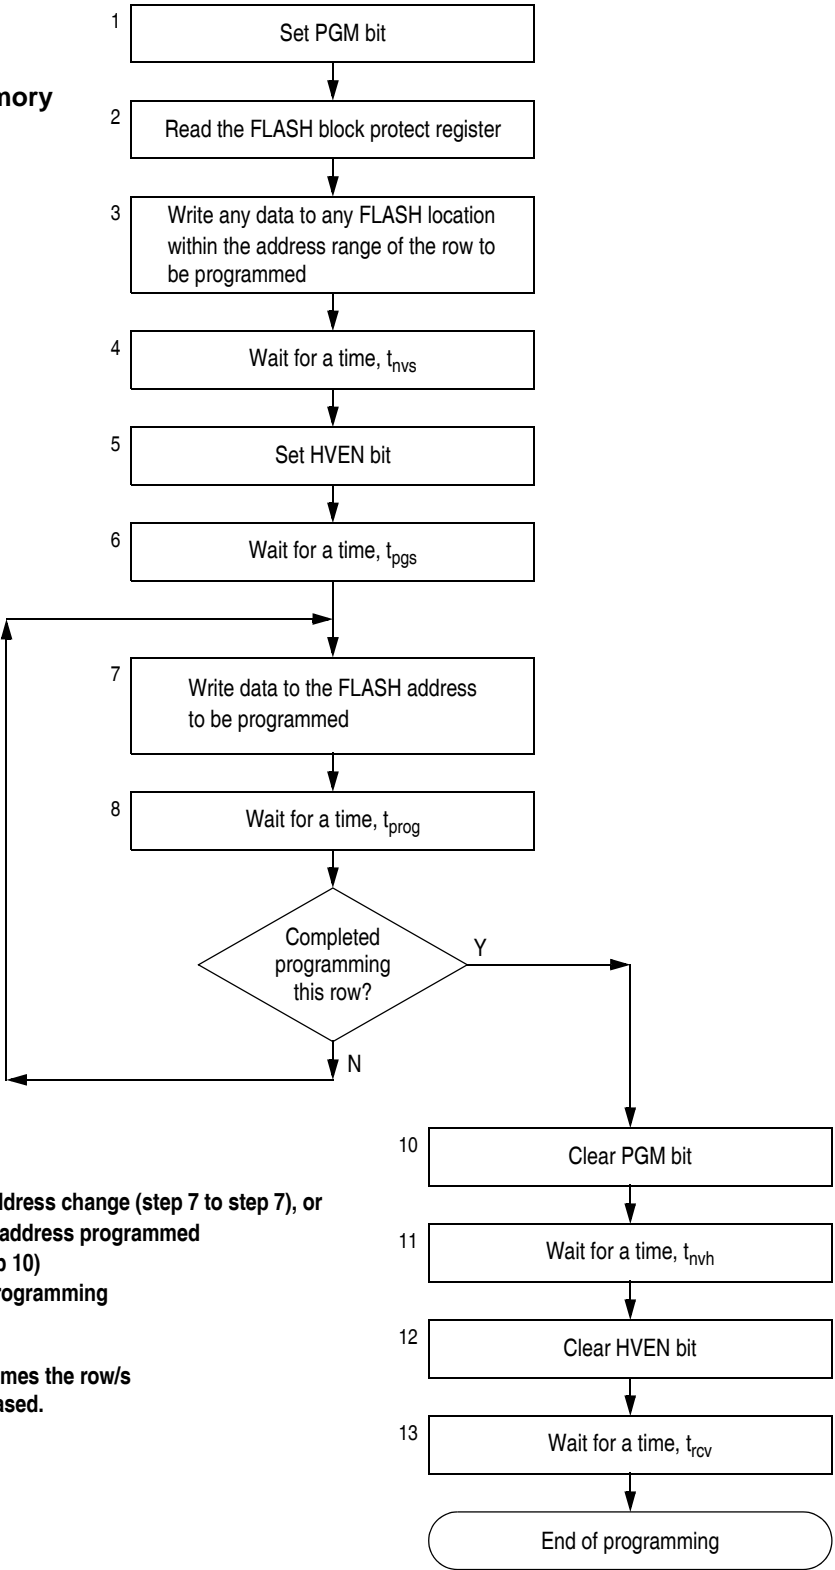 1
Set PGM bit
2
Read the FLASH block protect register
3
Write any data to any FLASH location
within the address range of the row to
be programmed
4
Wait for a time, tnvs
5
Set HVEN bit
6
Wait for a time, tpgs
7
Write data to the FLASH address
to be programmed
8
Wait for a time, tprog
Completed
programming
this row?
Y
N
10
Clear PGM bit
11
Wait for a time, tnvh
12
Clear HVEN bit
13
Wait for a time, trcv
End of programming
change (step 7 to step 7), or
address programmed
10)
the row/s